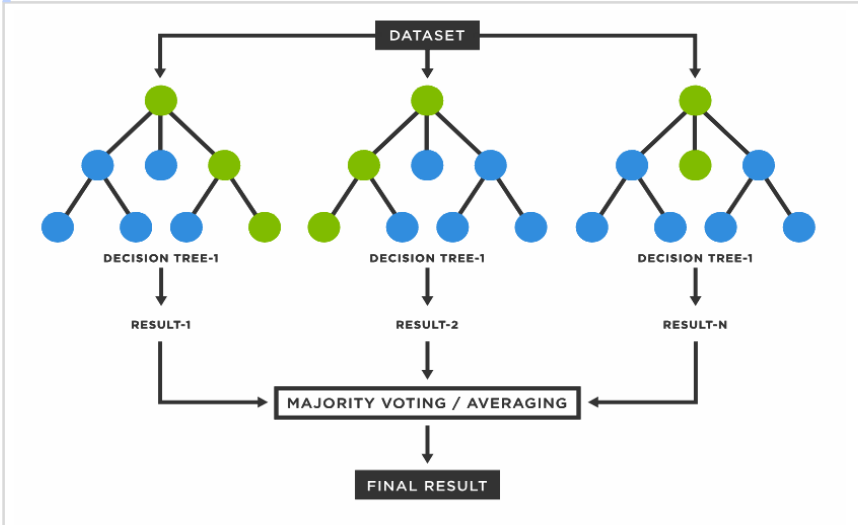 DATASET
DECISION TREE-1
DECISION TREE-1
DECISION TREE-1
RESULT-1
RESULT-2
RESULT-N
MAJORITY VOTING / AVERAGING
FINAL RESULT